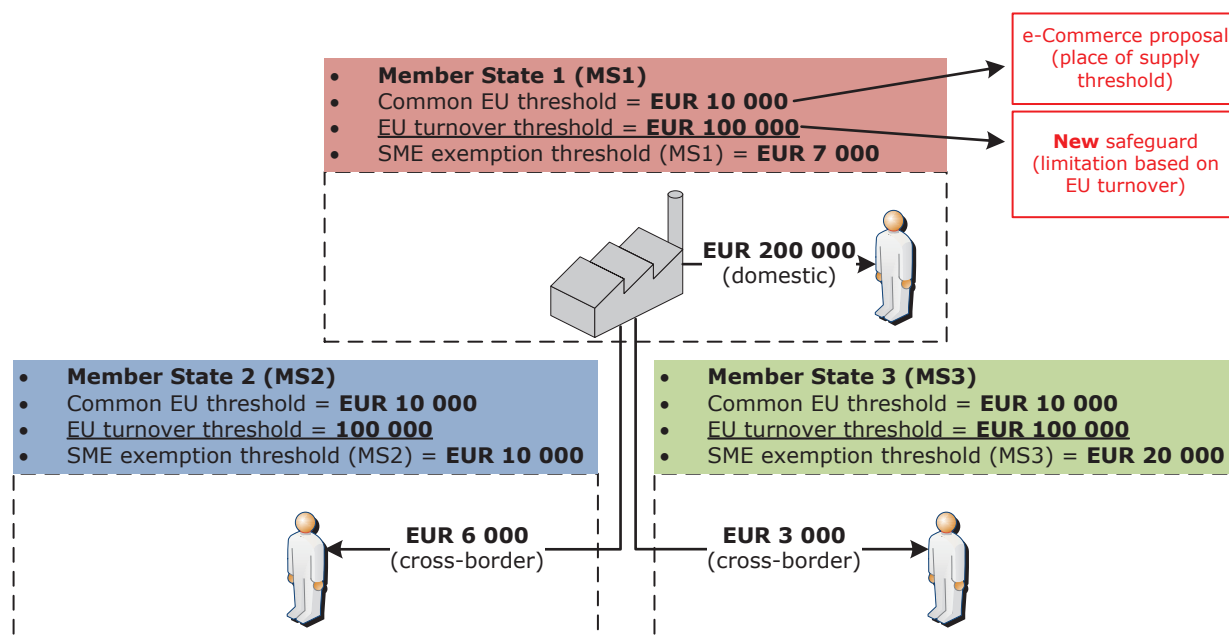 • Member State 1 (MS1)
• Common EU threshold = EUR 10 000
• EU turnover threshold = EUR 100 000
• SME exemption threshold (MS1) = EUR 7 000
e-Commerce proposal
(place of supply
threshold)
New safeguard
(limitation based on
EU turnover)
EUR 200 000
(domestic)
• Member State 2 (MS2)
• Common EU threshold = EUR 10 000
• EU turnover threshold = 100 000
• SME exemption threshold (MS2) = EUR 10 000
• Member State 3 (MS3)
• Common EU threshold = EUR 10 000
• EU turnover threshold = EUR 100 000
• SME exemption threshold (MS3) = EUR 20 000
EUR 6 000
(cross-border)
EUR 3 000
(cross-border)